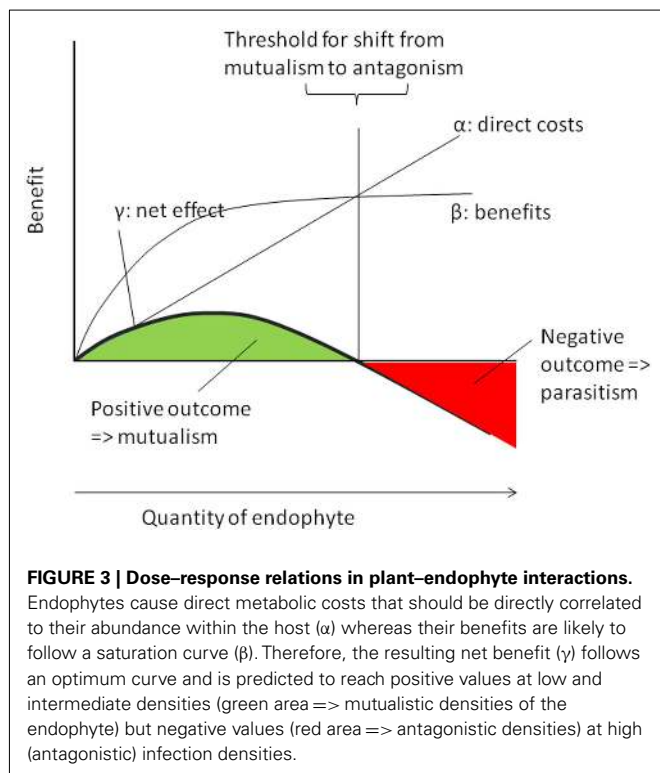 Threshold for shift from
mutualism to antagonism
α: direct costs
γ: net effect
β: benefits
Benefit
Positive outcome
=> mutualism
Negative
outcome =>
parasitism
Quantity of endophyte
FIGURE 3 | Dose–response relations in plant–endophyte interactions.
Endophytes cause direct metabolic costs that should be directly correlated
to their abundance within the host (α) whereas their benefits are likely to
follow a saturation curve (β). Therefore, the resulting net benefit (γ) follows
an optimum curve and is predicted to reach positive values at low and
intermediate densities (green area => mutualistic densities of the
endophyte) but negative values (red area => antagonistic densities) at high
(antagonistic) infection densities.